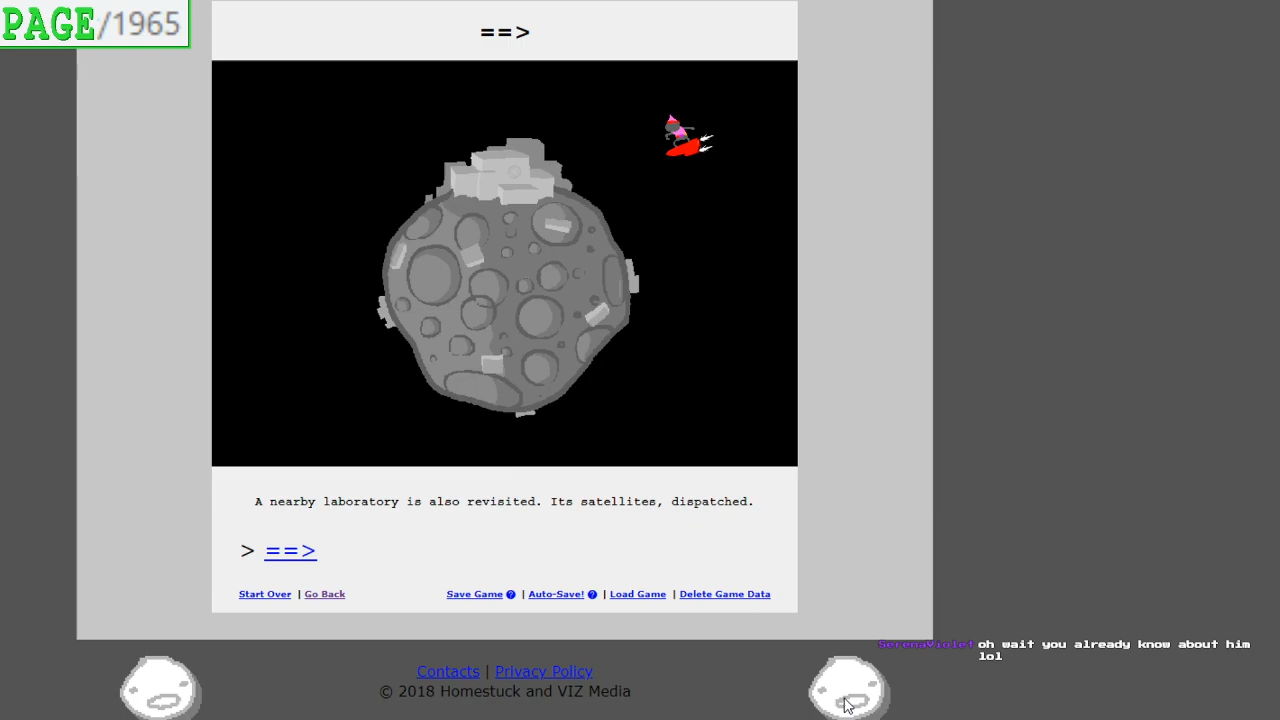 PAGE/1965
==>
A nearby laboratory is also revisited. Its satellites, dispatched.
> ==>
Start Over | Go Back Save Game ? | Auto-Save! ? | Load Game | Delete Game Data
SerenaViolet oh wait you already know about him
lol
Contacts | Privacy Policy
© 2018 Homestuck and VIZ Media